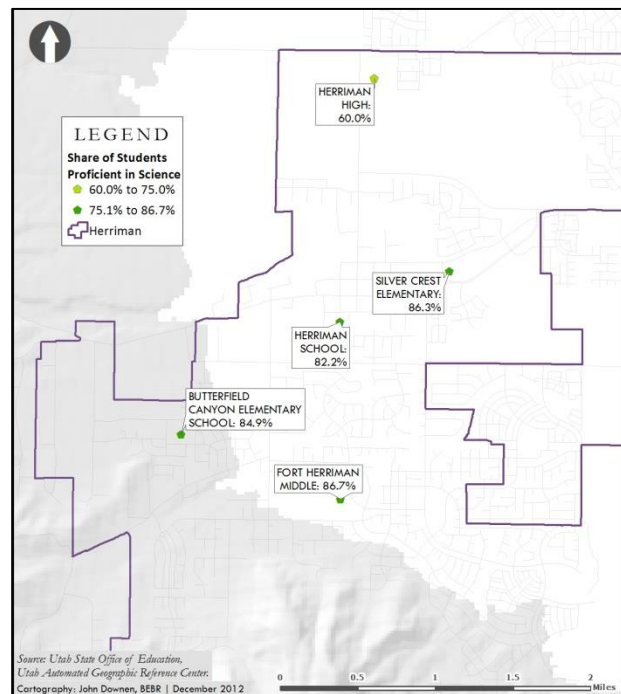 HERRIMAN
HIGH:
60.0%
LEGEND
Share of Students
Proficient in Science
60.0% to 75.0%
75.1% to 86.7%
Herriman
SILVER CREST
ELEMENTARY:
86.3%
HERRIMAN
SCHOOL:
82.2%
BUTTERFIELD
CANYON ELEMENTARY
SCHOOL: 84.9%
FORT HERRIMAN
MIDDLE: 86.7%
Source: Utah State Office of Education,
Utah Automated Geographic Reference Center.
Cartography: John Downen, BEBR | December 2012
0 0.5 1 1.5 2
Miles